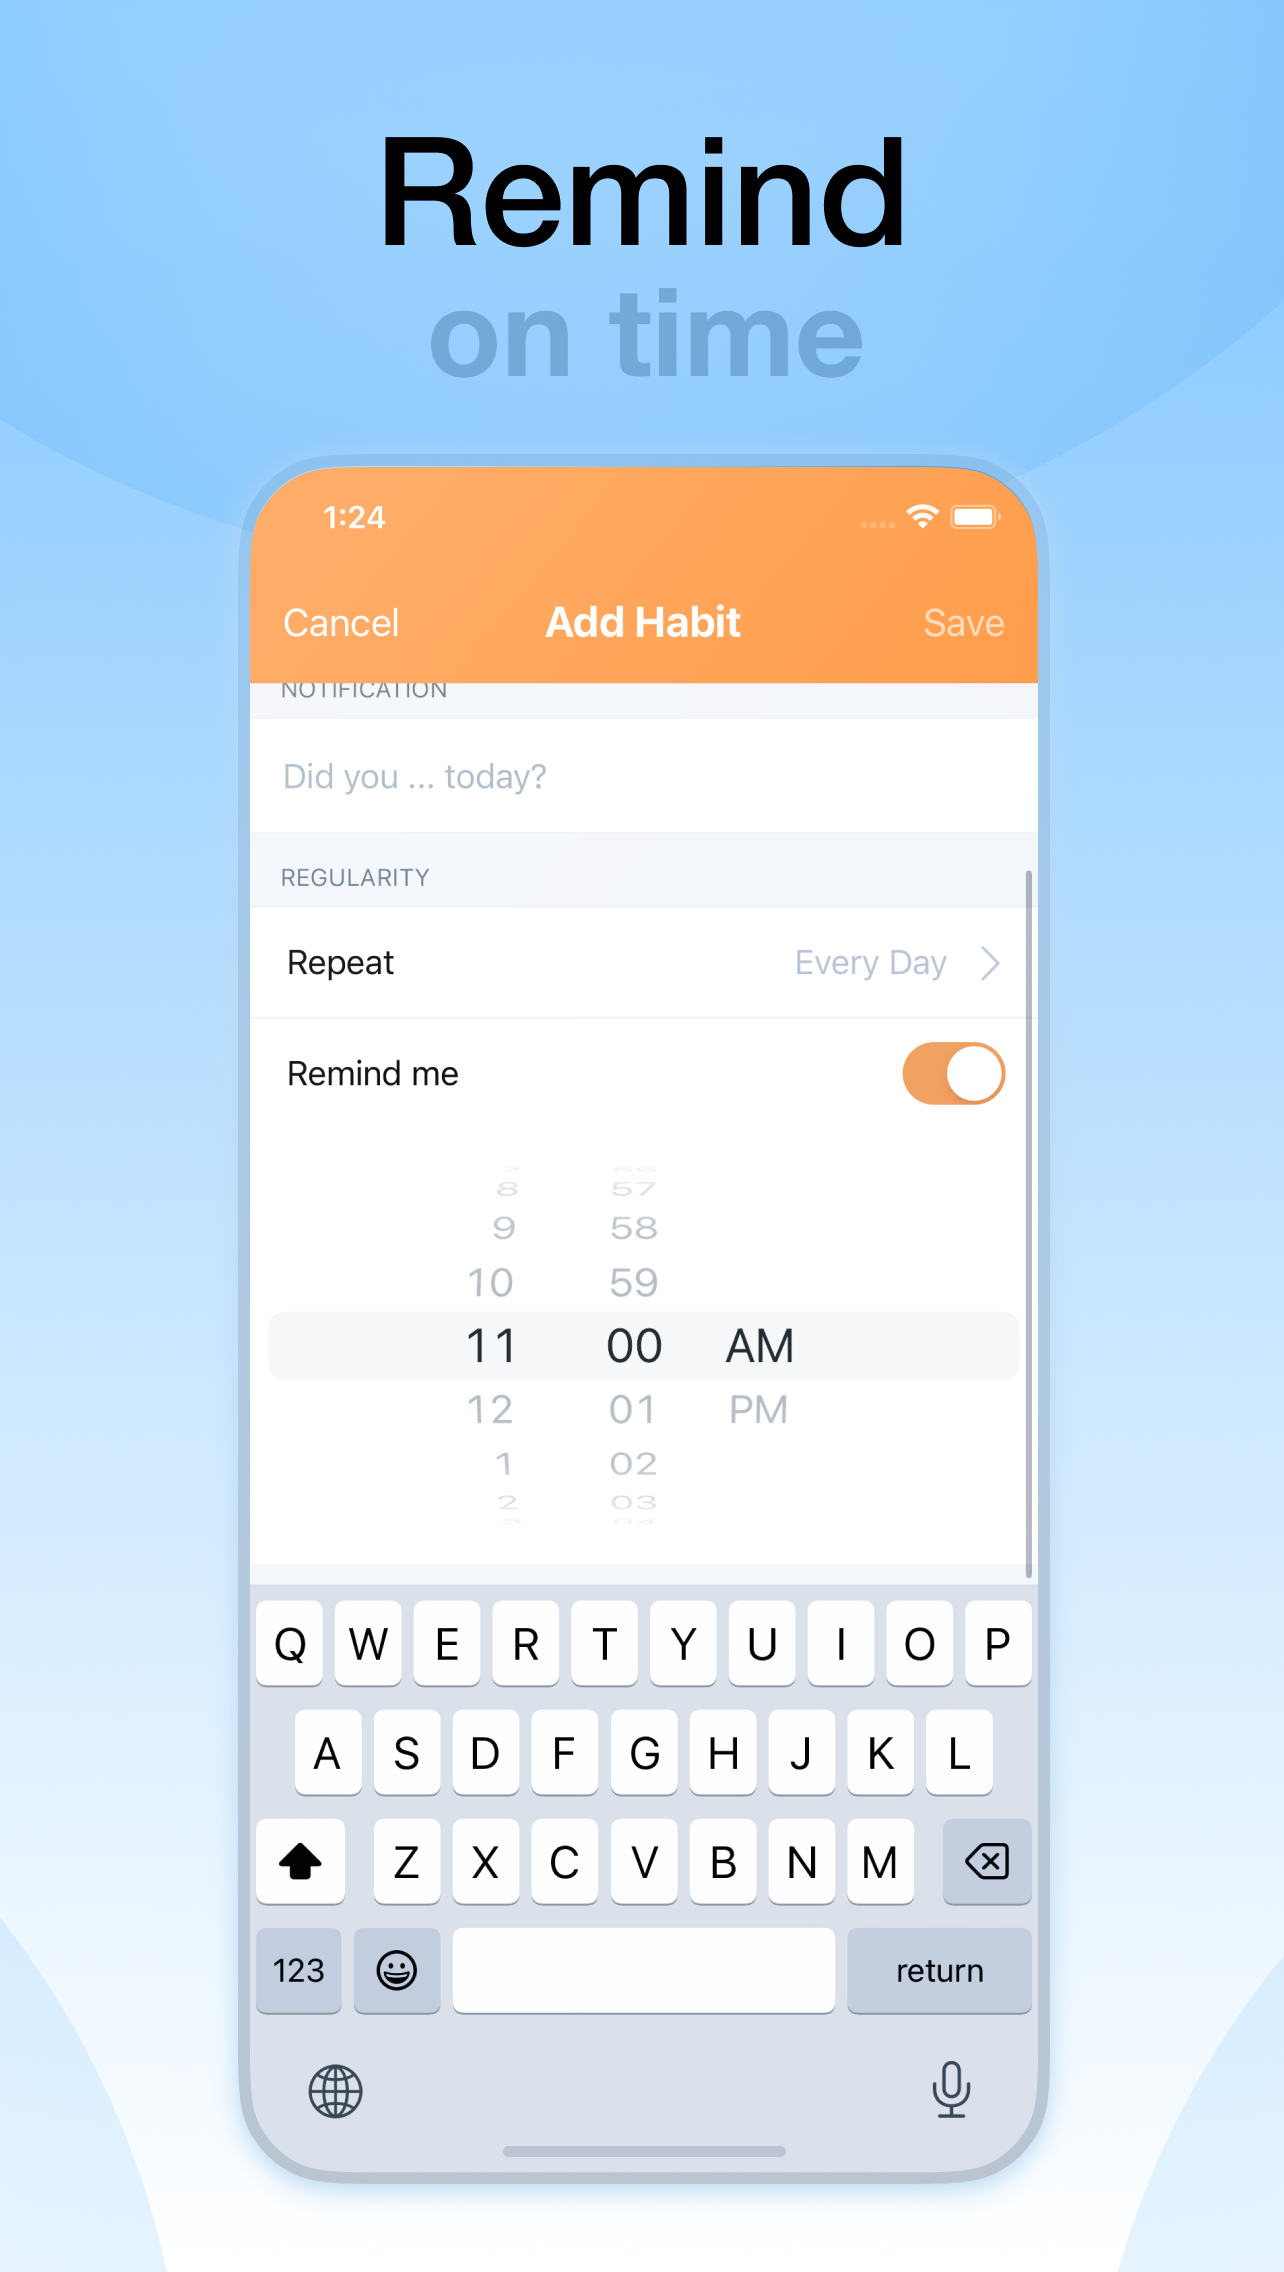 Remind
on time
1:24
Cancel Add Habit Save
NOTIFICATION
Did you ... today?
REGULARITY
Repeat Every Day
Remind me
8 57
9 58
10 59
11 00 AM
12 01 PM
1 02
2 03
Q W E R T Y U I O P
A S D F G H J K L
Z X C V B N M
123 return